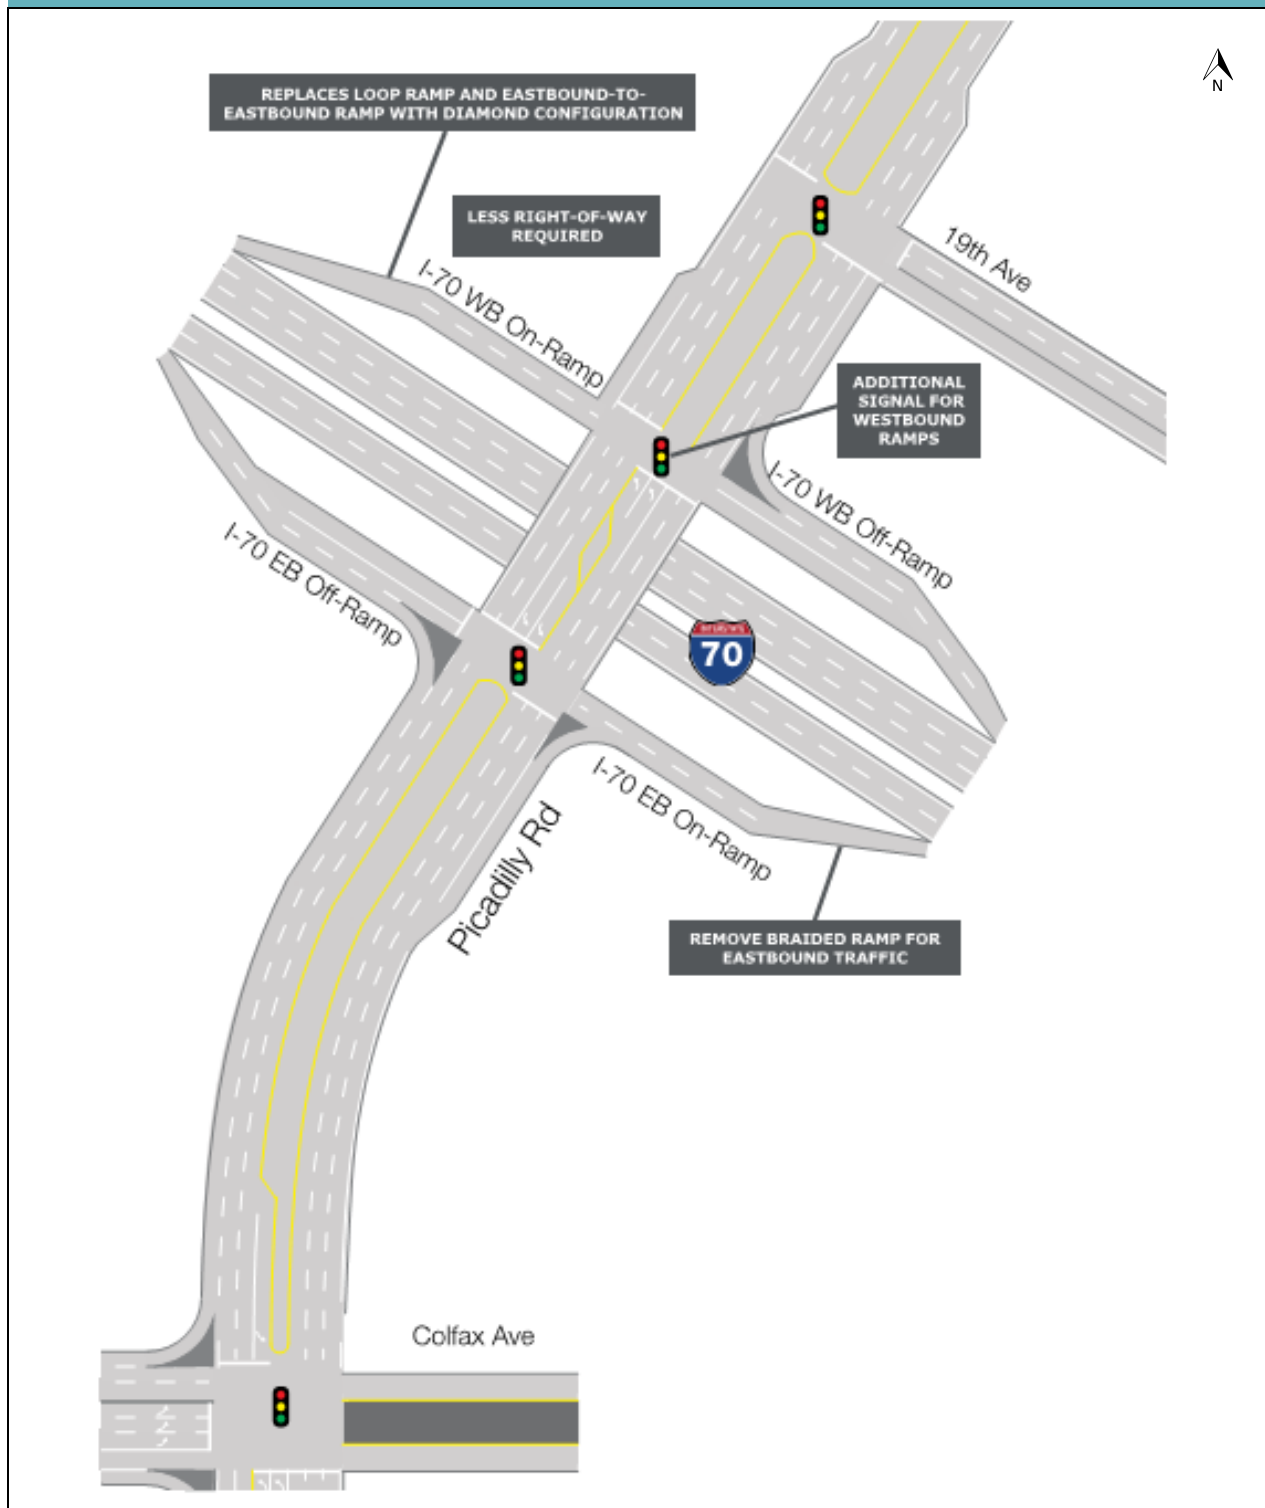 N
REPLACES LOOP RAMP AND EASTBOUND-TO-
EASTBOUND RAMP WITH DIAMOND CONFIGURATION
LESS RIGHT-OF-WAY
REQUIRED
19th Ave
I-70 WB On-Ramp
ADDITIONAL
SIGNAL FOR
WESTBOUND
RAMPS
I-70 WB Off-Ramp
I-70 EB Off-Ramp
INTERSTATE
70
I-70 EB On-Ramp
Picadilly Rd
REMOVE BRAIDED RAMP FOR
EASTBOUND TRAFFIC
Colfax Ave